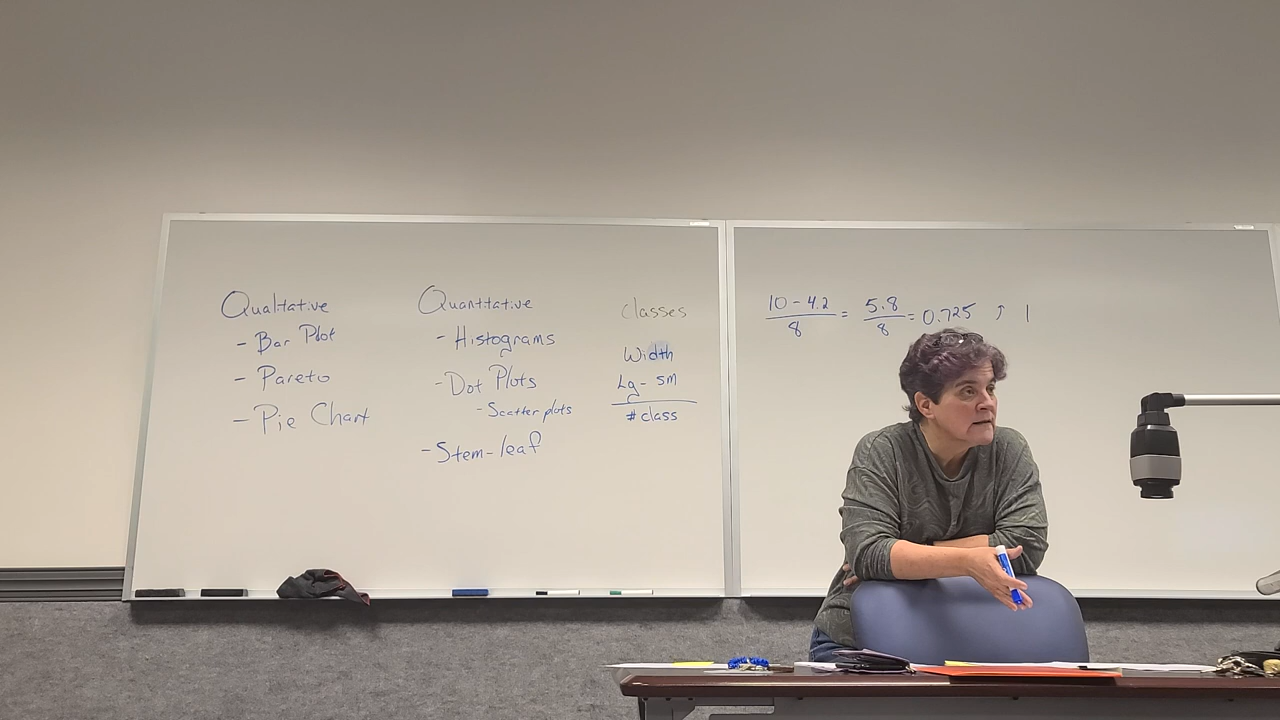 Qualitative
- Bar Plot
- Pareto
- Pie Chart
Quantitative
- Histograms
- Dot Plots
- Scatter plots
- Stem-leaf
Classes
Width
Lg - sm
# class
10 - 4.2 / 8 = 5.8 / 8 = 0.725 ↑ 1